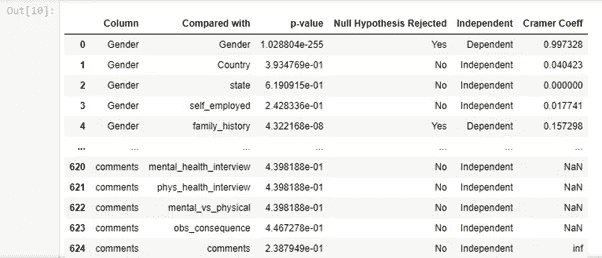 Out[10]:
Column Compared with p-value Null Hypothesis Rejected Independent Cramer Coeff
0 Gender Gender 1.028804e-255 Yes Dependent 0.997328
1 Gender Country 3.934769e-01 No Independent 0.040423
2 Gender state 6.190915e-01 No Independent 0.000000
3 Gender self_employed 2.428336e-01 No Independent 0.017741
4 Gender family_history 4.322168e-08 Yes Dependent 0.157298
... ... ... ... ... ... ...
620 comments mental_health_interview 4.398188e-01 No Independent NaN
621 comments phys_health_interview 4.398188e-01 No Independent NaN
622 comments mental_vs_physical 4.398188e-01 No Independent NaN
623 comments obs_consequence 4.467278e-01 No Independent NaN
624 comments comments 2.387949e-01 No Independent inf